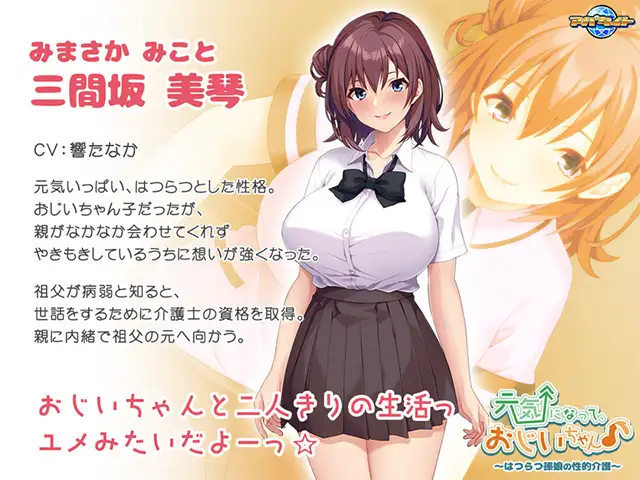 アパダッシュ
みまさか みこと
三間坂 美琴
CV:響たなか
元気いっぱい、はつらつとした性格。
おじいちゃん子だったが、
親がなかなか会わせてくれず
やきもきしているうちに想いが強くなった。
祖父が病弱と知ると、
世話をするために介護士の資格を取得。
親に内緒で祖父の元へ向かう。
おじいちゃんと二人きりの生活っ
ユメみたいだよーっ☆
元気になって、
おじいちゃん♪
～はつらつ孫娘の性的介護～